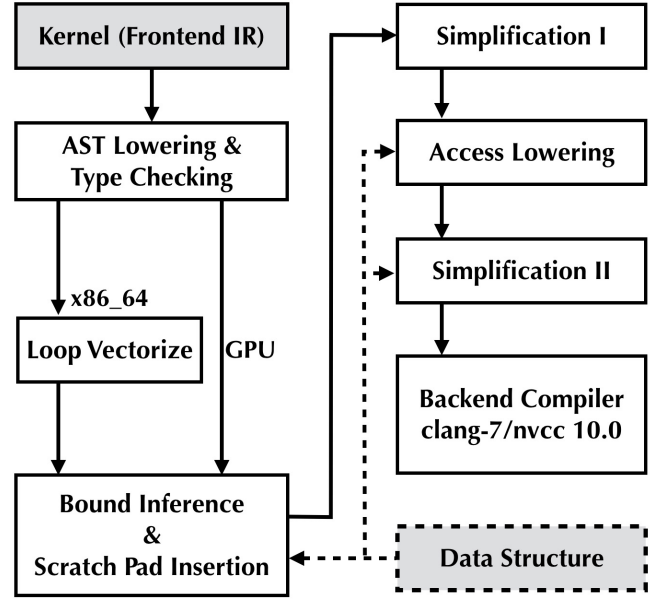 Kernel (Frontend IR)
AST Lowering &
Type Checking
x86_64
Loop Vectorize
GPU
Bound Inference
&
Scratch Pad Insertion
Simplification I
Access Lowering
Simplification II
Backend Compiler
clang-7/nvcc 10.0
Data Structure